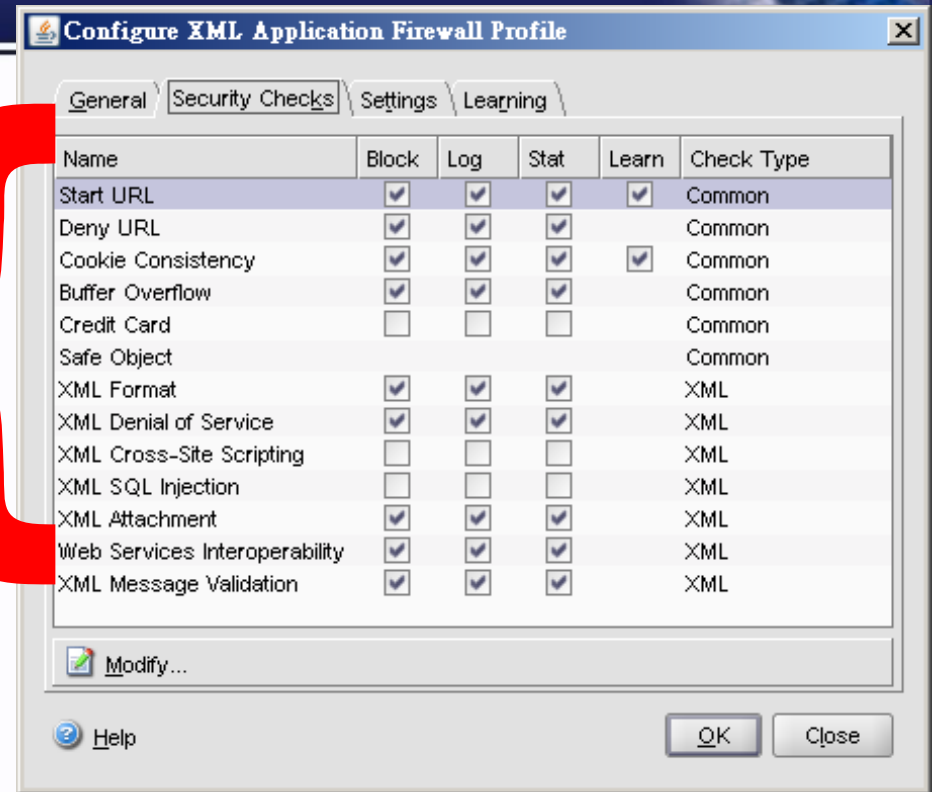 Configure XML Application Firewall Profile
General Security Checks Settings Learning
Name Block Log Stat Learn Check Type
Start URL Common
Deny URL Common
Cookie Consistency Common
Buffer Overflow Common
Credit Card Common
Safe Object Common
XML Format XML
XML Denial of Service XML
XML Cross-Site Scripting XML
XML SQL Injection XML
XML Attachment XML
Web Services Interoperability XML
XML Message Validation XML
Modify...
Help OK Close